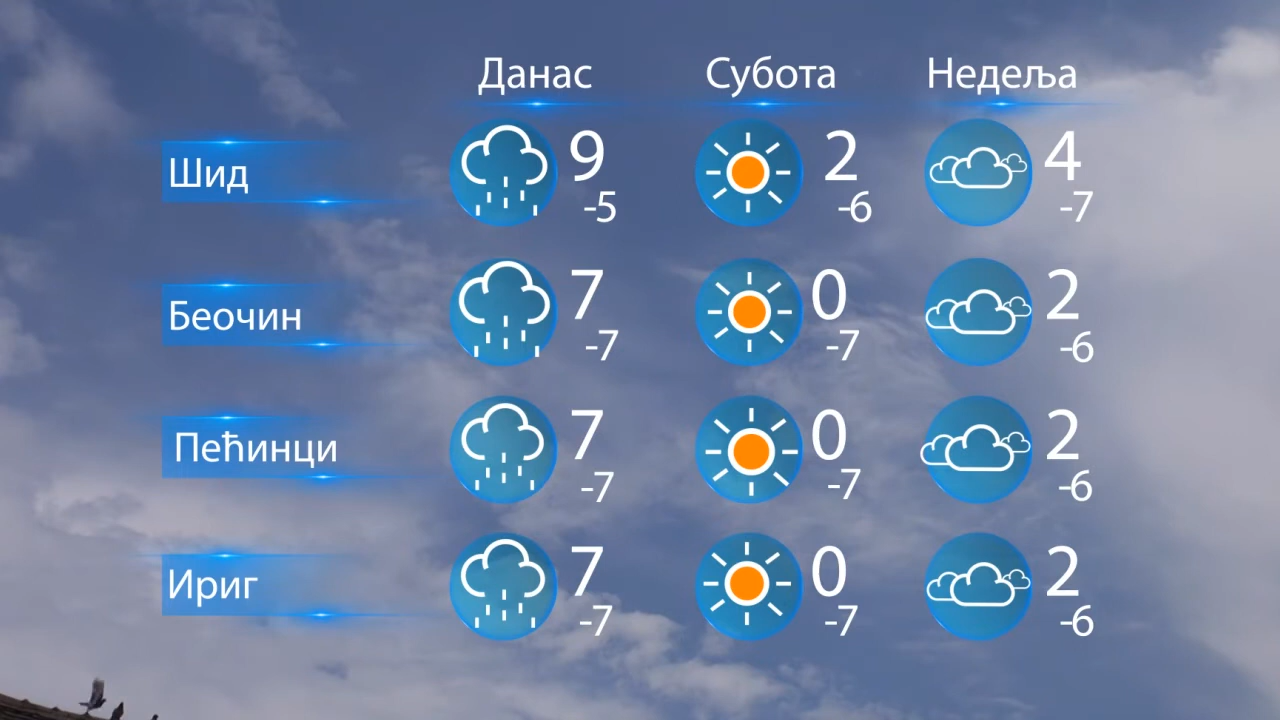 Данас Субота Недеља
Шид 9 -5 2 -6 4 -7
Беочин 7 -7 0 -7 2 -6
Пећинци 7 -7 0 -7 2 -6
Ириг 7 -7 0 -7 2 -6